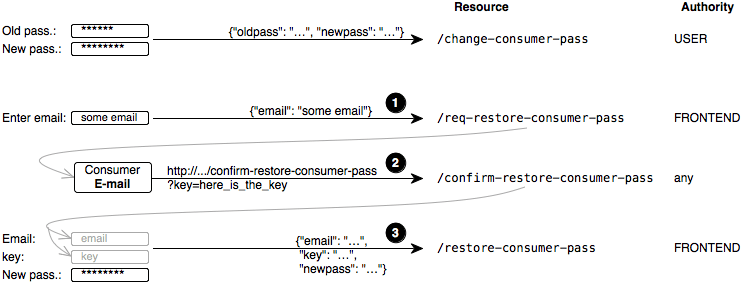 Resource Authority
Old pass.: ****** {"oldpass": "...", "newpass": "..."} /change-consumer-pass USER
New pass.: ********
1
Enter email: some email {"email": "some email"} /req-restore-consumer-pass FRONTEND
2
Consumer http://.../confirm-restore-consumer-pass
E-mail ?key=here_is_the_key /confirm-restore-consumer-pass any
3
Email: email {"email": "...",
key: key "key": "...", /restore-consumer-pass FRONTEND
New pass.: ******** "newpass": "..."}